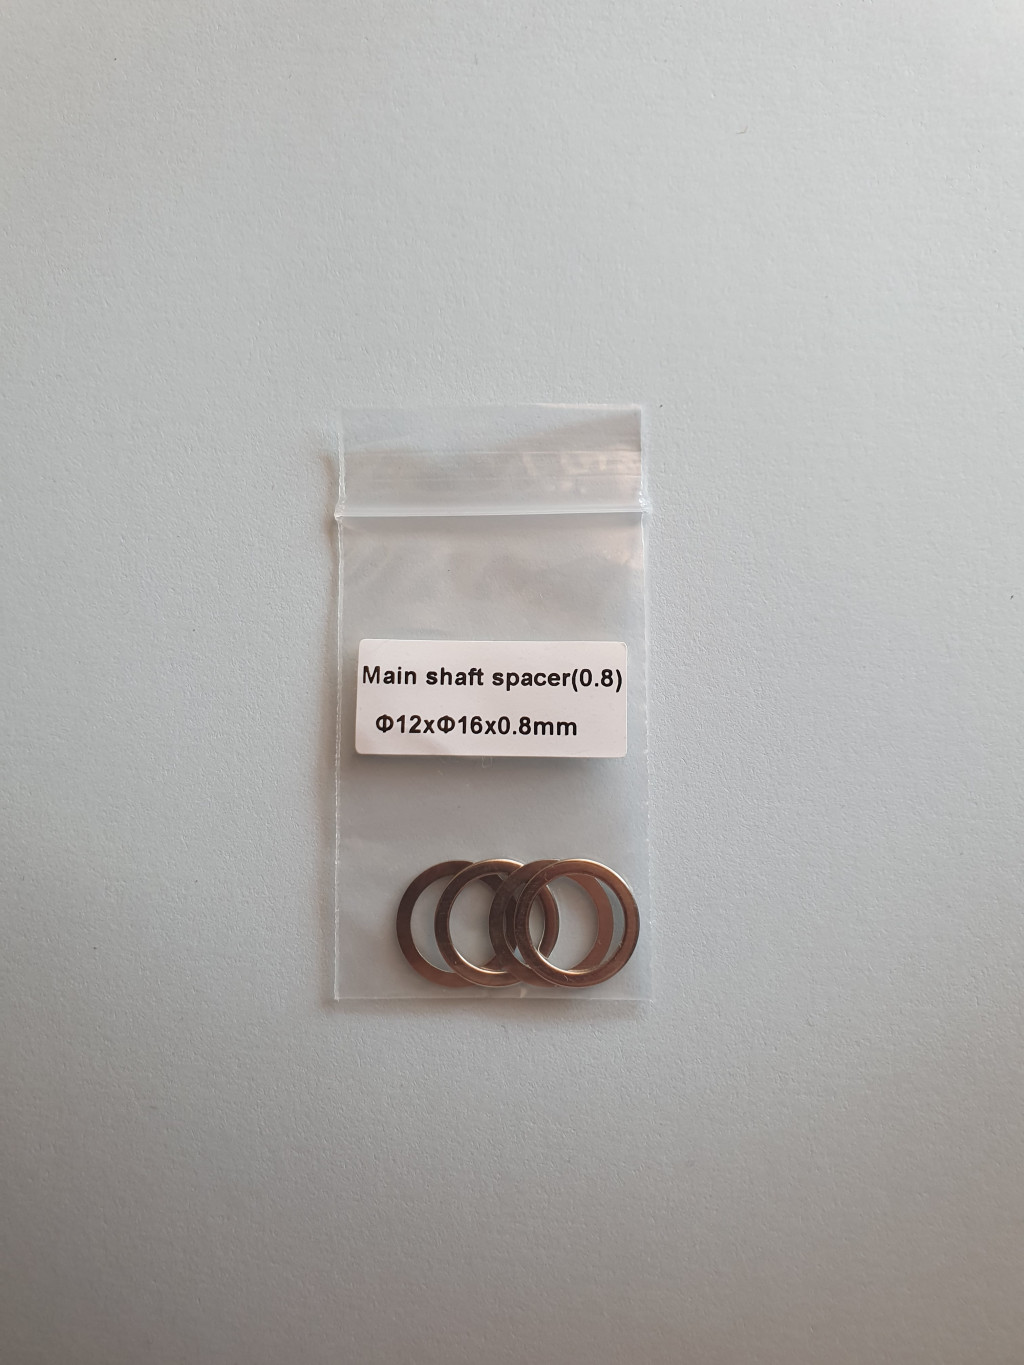 Main shaft spacer(0.8)
Φ12xΦ16x0.8mm